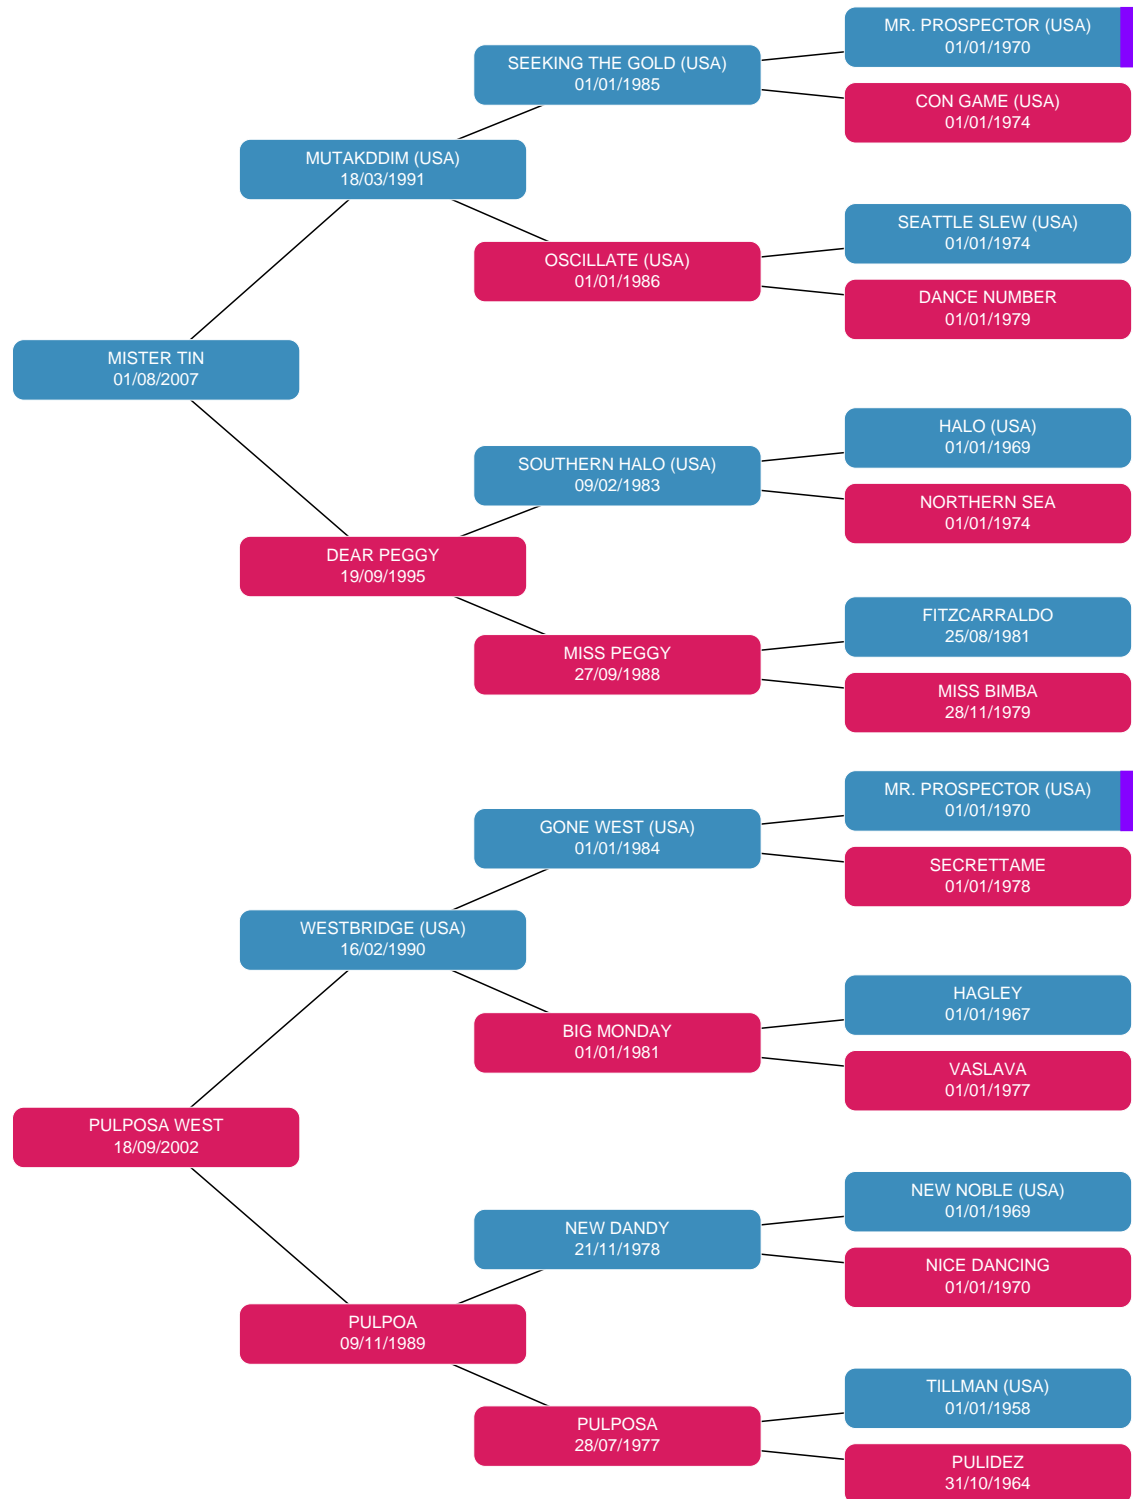 MR. PROSPECTOR (USA)
01/01/1970
SEEKING THE GOLD (USA)
01/01/1985
CON GAME (USA)
01/01/1974
MUTAKDDIM (USA)
18/03/1991
SEATTLE SLEW (USA)
01/01/1974
OSCILLATE (USA)
01/01/1986
DANCE NUMBER
01/01/1979
MISTER TIN
01/08/2007
HALO (USA)
01/01/1969
SOUTHERN HALO (USA)
09/02/1983
NORTHERN SEA
01/01/1974
DEAR PEGGY
19/09/1995
FITZCARRALDO
25/08/1981
MISS PEGGY
27/09/1988
MISS BIMBA
28/11/1979
MR. PROSPECTOR (USA)
01/01/1970
GONE WEST (USA)
01/01/1984
SECRETTAME
01/01/1978
WESTBRIDGE (USA)
16/02/1990
HAGLEY
01/01/1967
BIG MONDAY
01/01/1981
VASLAVA
01/01/1977
PULPOSA WEST
18/09/2002
NEW NOBLE (USA)
01/01/1969
NEW DANDY
21/11/1978
NICE DANCING
01/01/1970
PULPOA
09/11/1989
TILLMAN (USA)
01/01/1958
PULPOSA
28/07/1977
PULIDEZ
31/10/1964